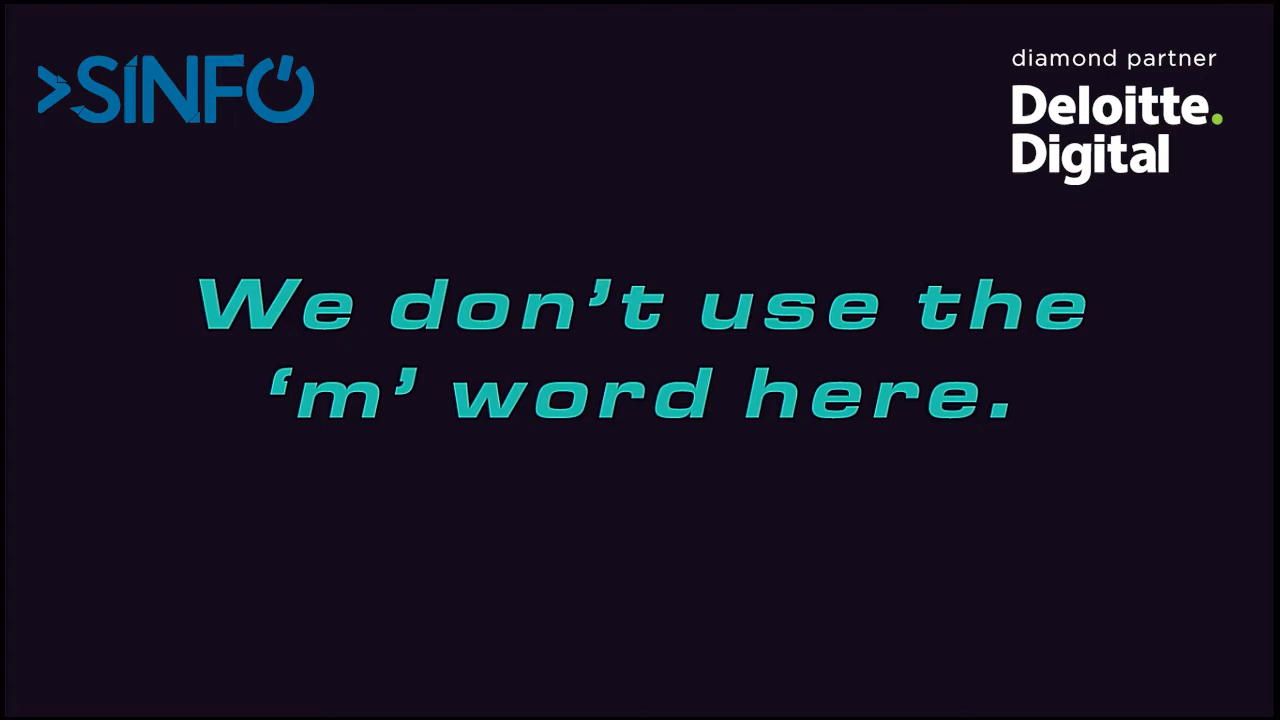 >SINFO
diamond partner
Deloitte.
Digital
We don’t use the
‘m’ word here.